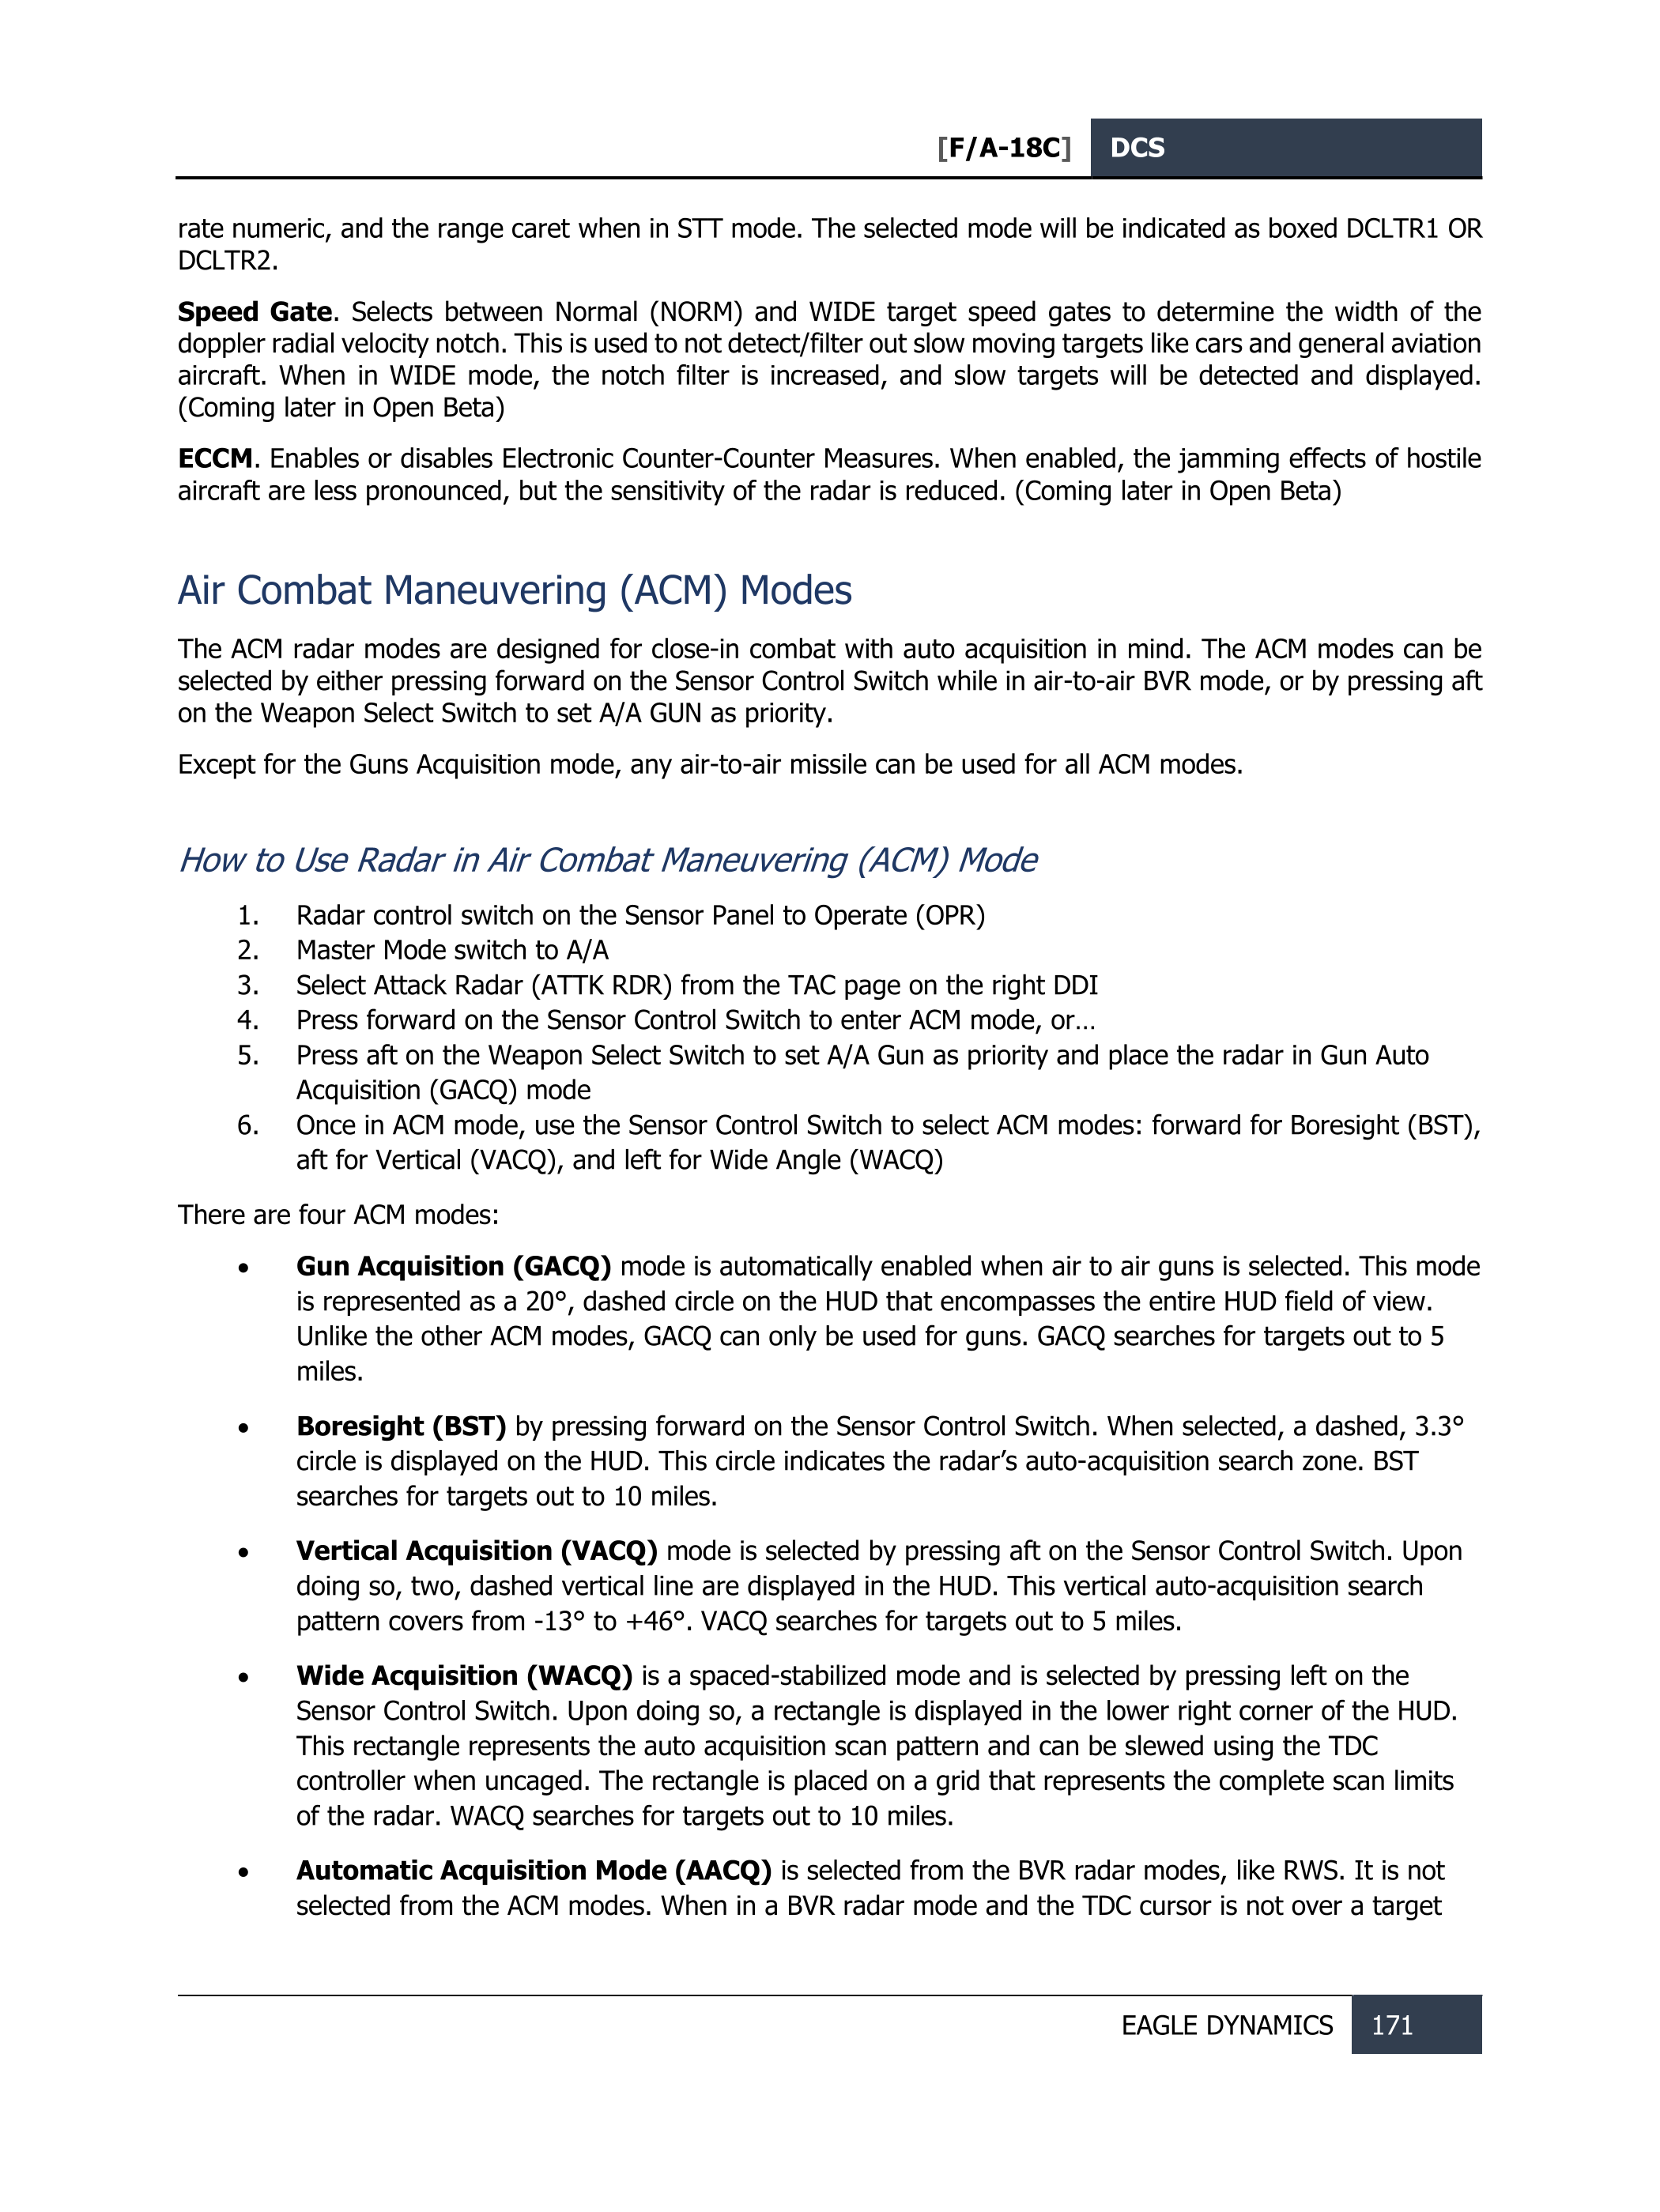 [F/A-18C] DCS
rate numeric, and the range caret when in STT mode. The selected mode will be indicated as boxed DCLTR1 OR
DCLTR2.
Speed Gate. Selects between Normal (NORM) and WIDE target speed gates to determine the width of the
doppler radial velocity notch. This is used to not detect/filter out slow moving targets like cars and general aviation
aircraft. When in WIDE mode, the notch filter is increased, and slow targets will be detected and displayed.
(Coming later in Open Beta)
ECCM. Enables or disables Electronic Counter-Counter Measures. When enabled, the jamming effects of hostile
aircraft are less pronounced, but the sensitivity of the radar is reduced. (Coming later in Open Beta)
Air Combat Maneuvering (ACM) Modes
The ACM radar modes are designed for close-in combat with auto acquisition in mind. The ACM modes can be
selected by either pressing forward on the Sensor Control Switch while in air-to-air BVR mode, or by pressing aft
on the Weapon Select Switch to set A/A GUN as priority.
Except for the Guns Acquisition mode, any air-to-air missile can be used for all ACM modes.
How to Use Radar in Air Combat Maneuvering (ACM) Mode
1. Radar control switch on the Sensor Panel to Operate (OPR)
2. Master Mode switch to A/A
3. Select Attack Radar (ATTK RDR) from the TAC page on the right DDI
4. Press forward on the Sensor Control Switch to enter ACM mode, or…
5. Press aft on the Weapon Select Switch to set A/A Gun as priority and place the radar in Gun Auto
Acquisition (GACQ) mode
6. Once in ACM mode, use the Sensor Control Switch to select ACM modes: forward for Boresight (BST),
aft for Vertical (VACQ), and left for Wide Angle (WACQ)
There are four ACM modes:
• Gun Acquisition (GACQ) mode is automatically enabled when air to air guns is selected. This mode
is represented as a 20°, dashed circle on the HUD that encompasses the entire HUD field of view.
Unlike the other ACM modes, GACQ can only be used for guns. GACQ searches for targets out to 5
miles.
• Boresight (BST) by pressing forward on the Sensor Control Switch. When selected, a dashed, 3.3°
circle is displayed on the HUD. This circle indicates the radar’s auto-acquisition search zone. BST
searches for targets out to 10 miles.
• Vertical Acquisition (VACQ) mode is selected by pressing aft on the Sensor Control Switch. Upon
doing so, two, dashed vertical line are displayed in the HUD. This vertical auto-acquisition search
pattern covers from -13° to +46°. VACQ searches for targets out to 5 miles.
• Wide Acquisition (WACQ) is a spaced-stabilized mode and is selected by pressing left on the
Sensor Control Switch. Upon doing so, a rectangle is displayed in the lower right corner of the HUD.
This rectangle represents the auto acquisition scan pattern and can be slewed using the TDC
controller when uncaged. The rectangle is placed on a grid that represents the complete scan limits
of the radar. WACQ searches for targets out to 10 miles.
• Automatic Acquisition Mode (AACQ) is selected from the BVR radar modes, like RWS. It is not
selected from the ACM modes. When in a BVR radar mode and the TDC cursor is not over a target
EAGLE DYNAMICS 171